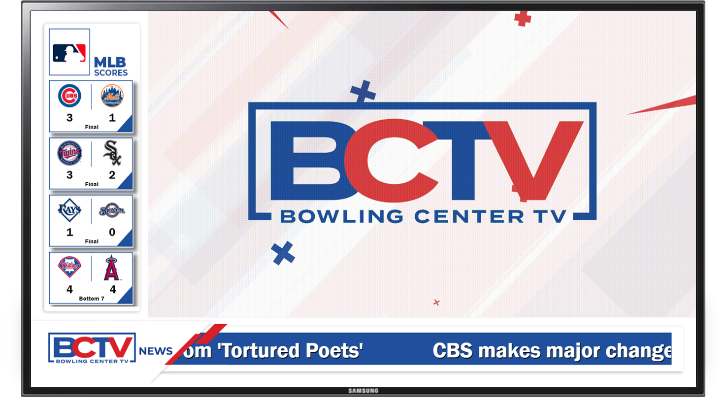 MLB
SCORES
3 1
Final
3 2
Final
RAYS
1 0
Final
4 4
Bottom 7
BCTV
BOWLING CENTER TV
BCTV NEWS
BOWLING CENTER TV
om 'Tortured Poets' CBS makes major change
SAMSUNG